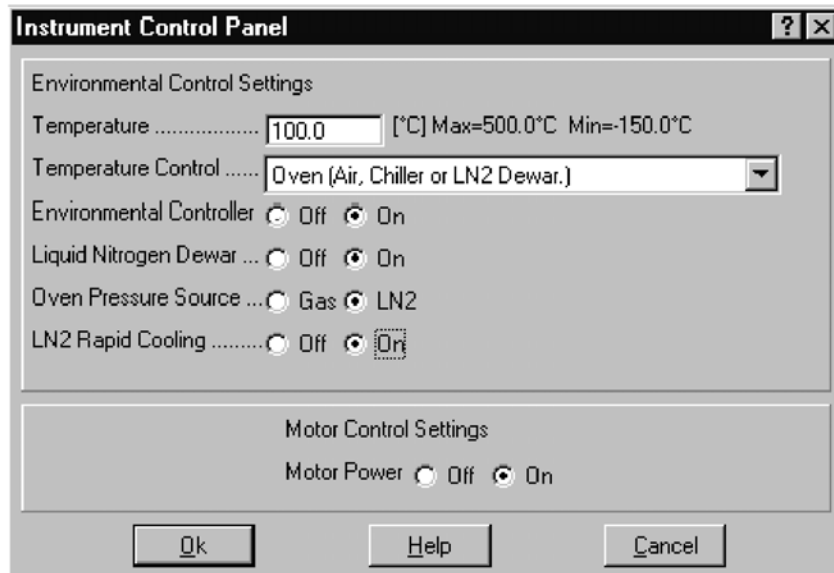 Instrument Control Panel ? ×
Environmental Control Settings
Temperature ................... 100.0 [°C] Max=500.0°C Min=-150.0°C
Temperature Control ...... Oven (Air, Chiller or LN2 Dewar.)
Environmental Controller Off On
Liquid Nitrogen Dewar ... Off On
Oven Pressure Source ... Gas LN2
LN2 Rapid Cooling ......... Off On
Motor Control Settings
Motor Power Off On
Ok Help Cancel